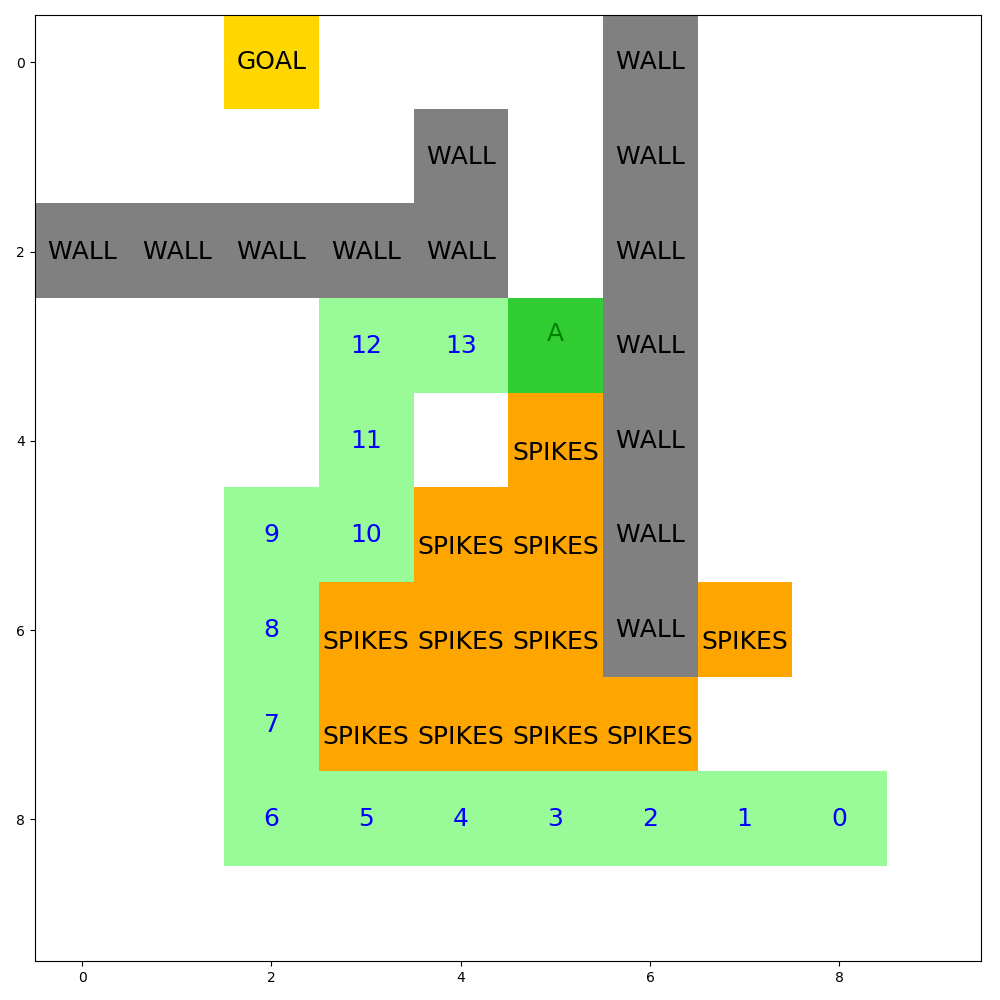 0 GOAL WALL
WALL WALL
2 WALL WALL WALL WALL WALL WALL
12 13 A WALL
4 11 SPIKES WALL
9 10 SPIKES SPIKES WALL
6 8 SPIKES SPIKES SPIKES WALL SPIKES
7 SPIKES SPIKES SPIKES SPIKES
8 6 5 4 3 2 1 0
0 2 4 6 8